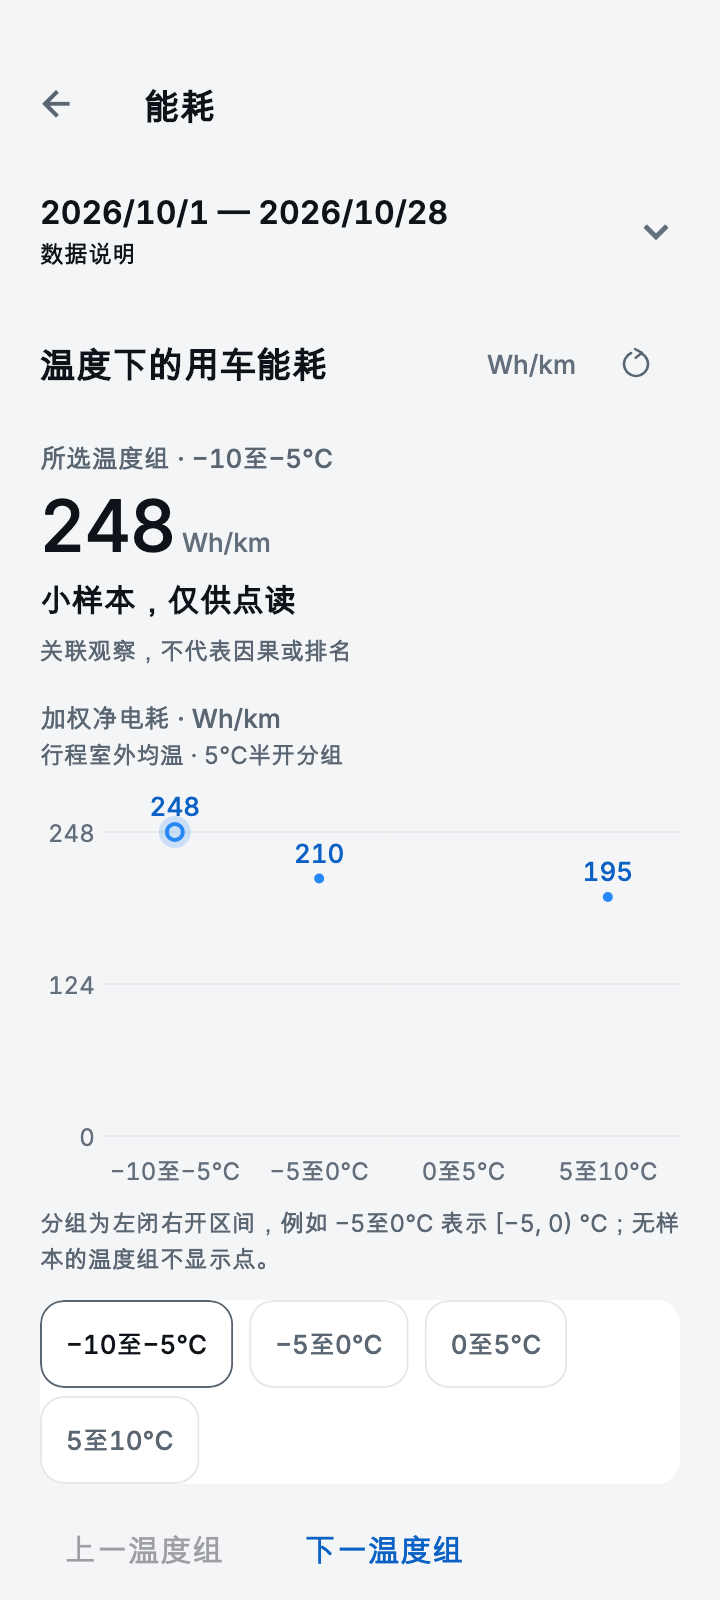 能耗
2026/10/1 — 2026/10/28
数据说明
温度下的用车能耗 Wh/km
所选温度组 · −10至−5°C
248 Wh/km
小样本，仅供点读
关联观察，不代表因果或排名
加权净电耗 · Wh/km
行程室外均温 · 5°C半开分组
248
248
210
195
124
0
−10至−5°C −5至0°C 0至5°C 5至10°C
分组为左闭右开区间，例如 −5至0°C 表示 [−5, 0) °C；无样
本的温度组不显示点。
−10至−5°C −5至0°C 0至5°C
5至10°C
上一温度组 下一温度组